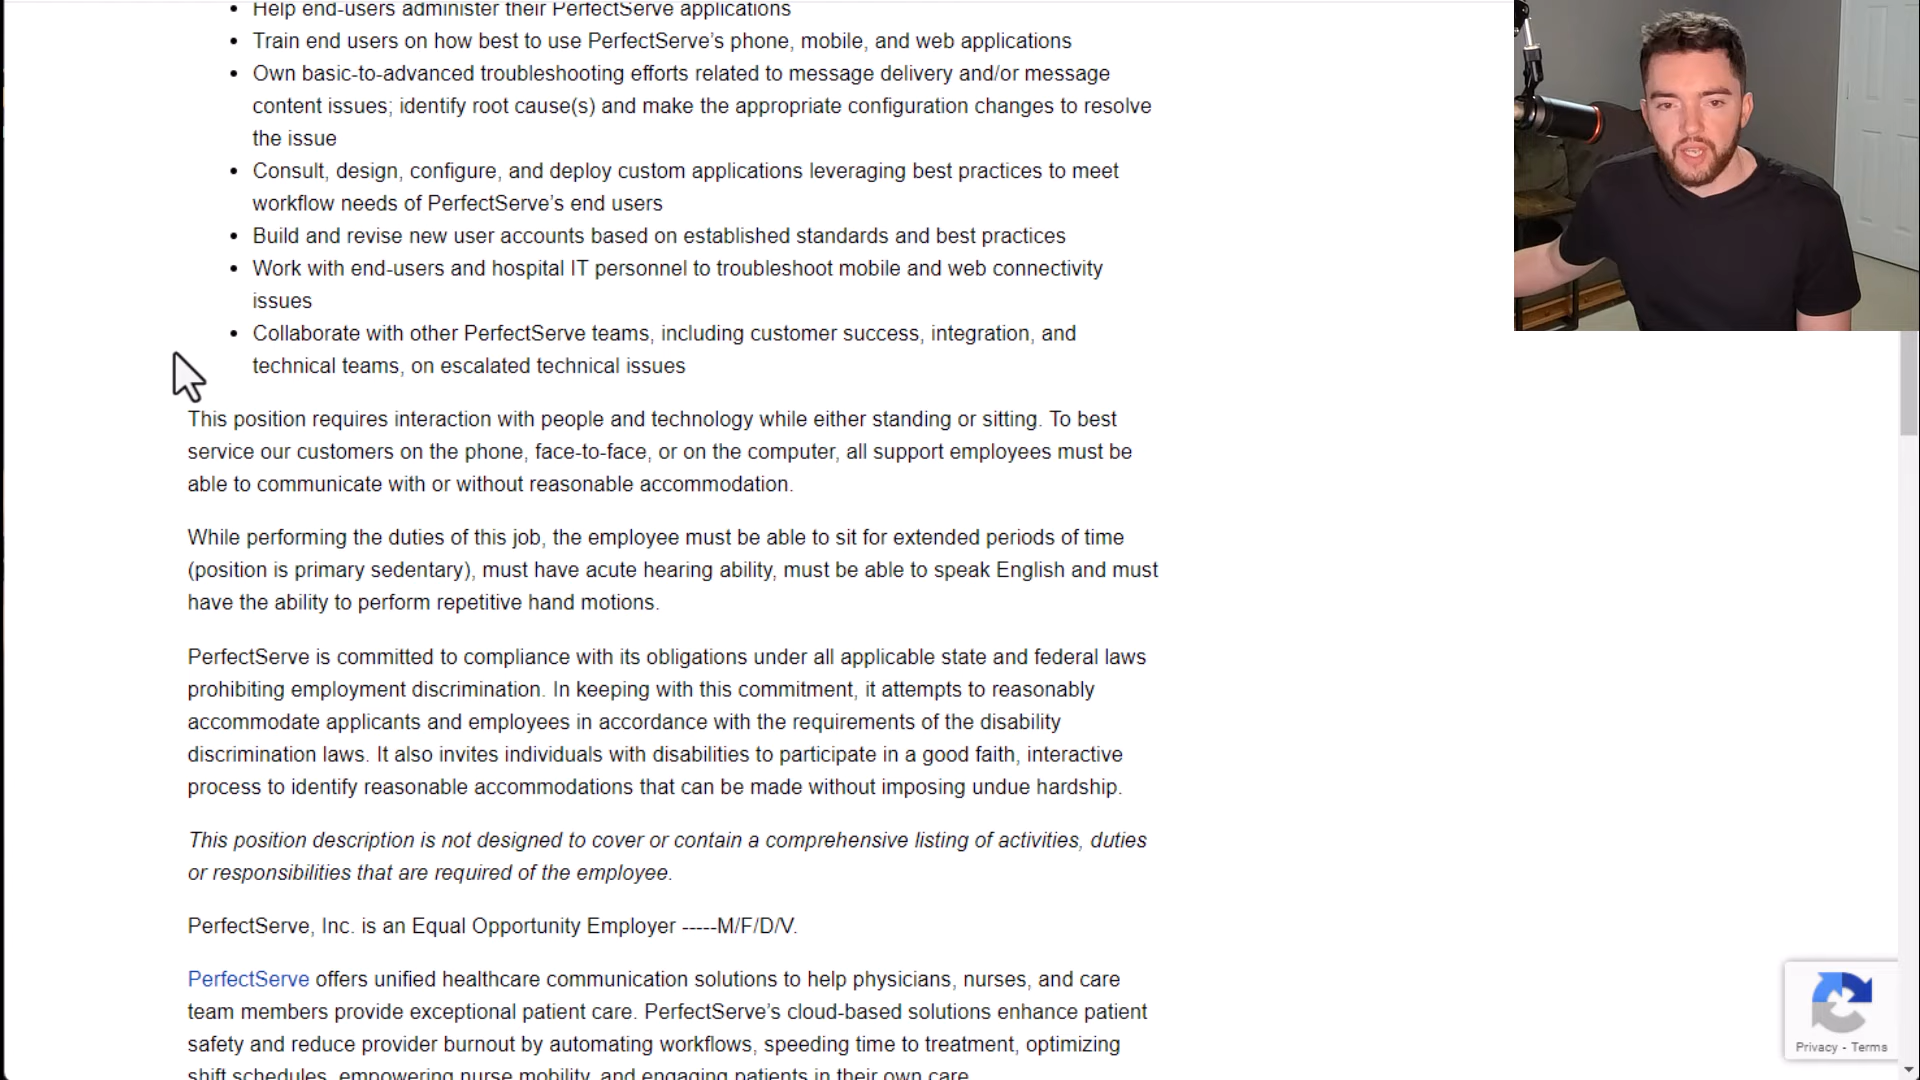 Help end-users administer their PerfectServe applications
Train end users on how best to use PerfectServe’s phone, mobile, and web applications
Own basic-to-advanced troubleshooting efforts related to message delivery and/or message
content issues; identify root cause(s) and make the appropriate configuration changes to resolve
the issue
Consult, design, configure, and deploy custom applications leveraging best practices to meet
workflow needs of PerfectServe’s end users
Build and revise new user accounts based on established standards and best practices
Work with end-users and hospital IT personnel to troubleshoot mobile and web connectivity
issues
Collaborate with other PerfectServe teams, including customer success, integration, and
technical teams, on escalated technical issues
This position requires interaction with people and technology while either standing or sitting. To best
service our customers on the phone, face-to-face, or on the computer, all support employees must be
able to communicate with or without reasonable accommodation.
While performing the duties of this job, the employee must be able to sit for extended periods of time
(position is primary sedentary), must have acute hearing ability, must be able to speak English and must
have the ability to perform repetitive hand motions.
PerfectServe is committed to compliance with its obligations under all applicable state and federal laws
prohibiting employment discrimination. In keeping with this commitment, it attempts to reasonably
accommodate applicants and employees in accordance with the requirements of the disability
discrimination laws. It also invites individuals with disabilities to participate in a good faith, interactive
process to identify reasonable accommodations that can be made without imposing undue hardship.
This position description is not designed to cover or contain a comprehensive listing of activities, duties
or responsibilities that are required of the employee.
PerfectServe, Inc. is an Equal Opportunity Employer -----M/F/D/V.
PerfectServe offers unified healthcare communication solutions to help physicians, nurses, and care
team members provide exceptional patient care. PerfectServe’s cloud-based solutions enhance patient
safety and reduce provider burnout by automating workflows, speeding time to treatment, optimizing
shift schedules, empowering nurse mobility, and engaging patients in their own care.
Privacy - Terms